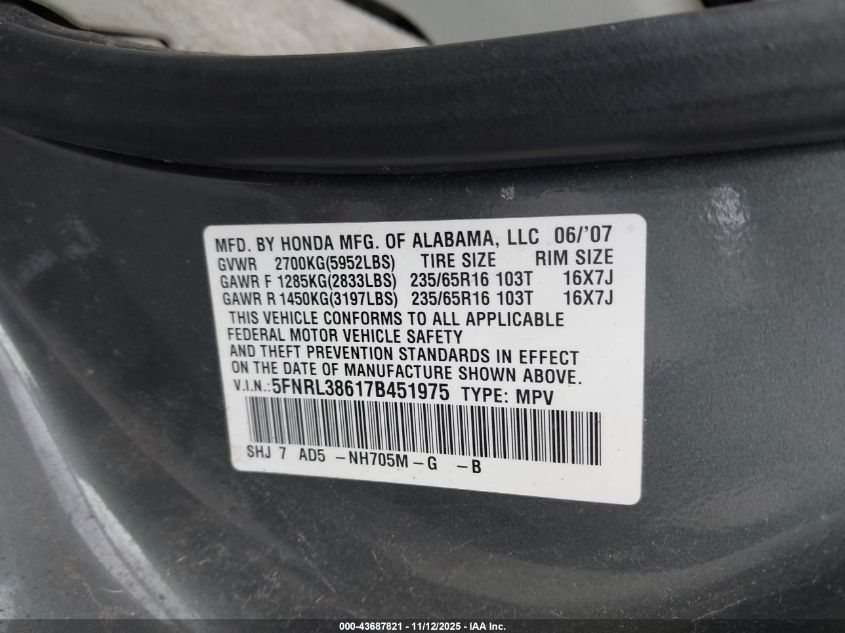 MFD. BY HONDA MFG. OF ALABAMA, LLC 06/'07
GVWR 2700KG(5952LBS) TIRE SIZE RIM SIZE
GAWR F 1285KG(2833LBS) 235/65R16 103T 16X7J
GAWR R 1450KG(3197LBS) 235/65R16 103T 16X7J
THIS VEHICLE CONFORMS TO ALL APPLICABLE
FEDERAL MOTOR VEHICLE SAFETY
AND THEFT PREVENTION STANDARDS IN EFFECT
ON THE DATE OF MANUFACTURE SHOWN ABOVE.
V.I.N.:5FNRL38617B451975 TYPE: MPV
SHJ 7 AD5 -NH705M-G -B
000-43687821 - 11/12/2025 - IAA Inc.